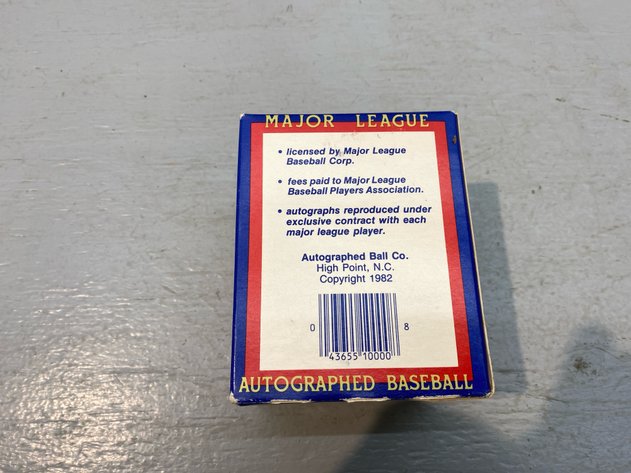 MAJOR LEAGUE
• licensed by Major League
Baseball Corp.
• fees paid to Major League
Baseball Players Association.
• autographs reproduced under
exclusive contract with each
major league player.
Autographed Ball Co.
High Point, N.C.
Copyright 1982
0 8
43655 10000
AUTOGRAPHED BASEBALL